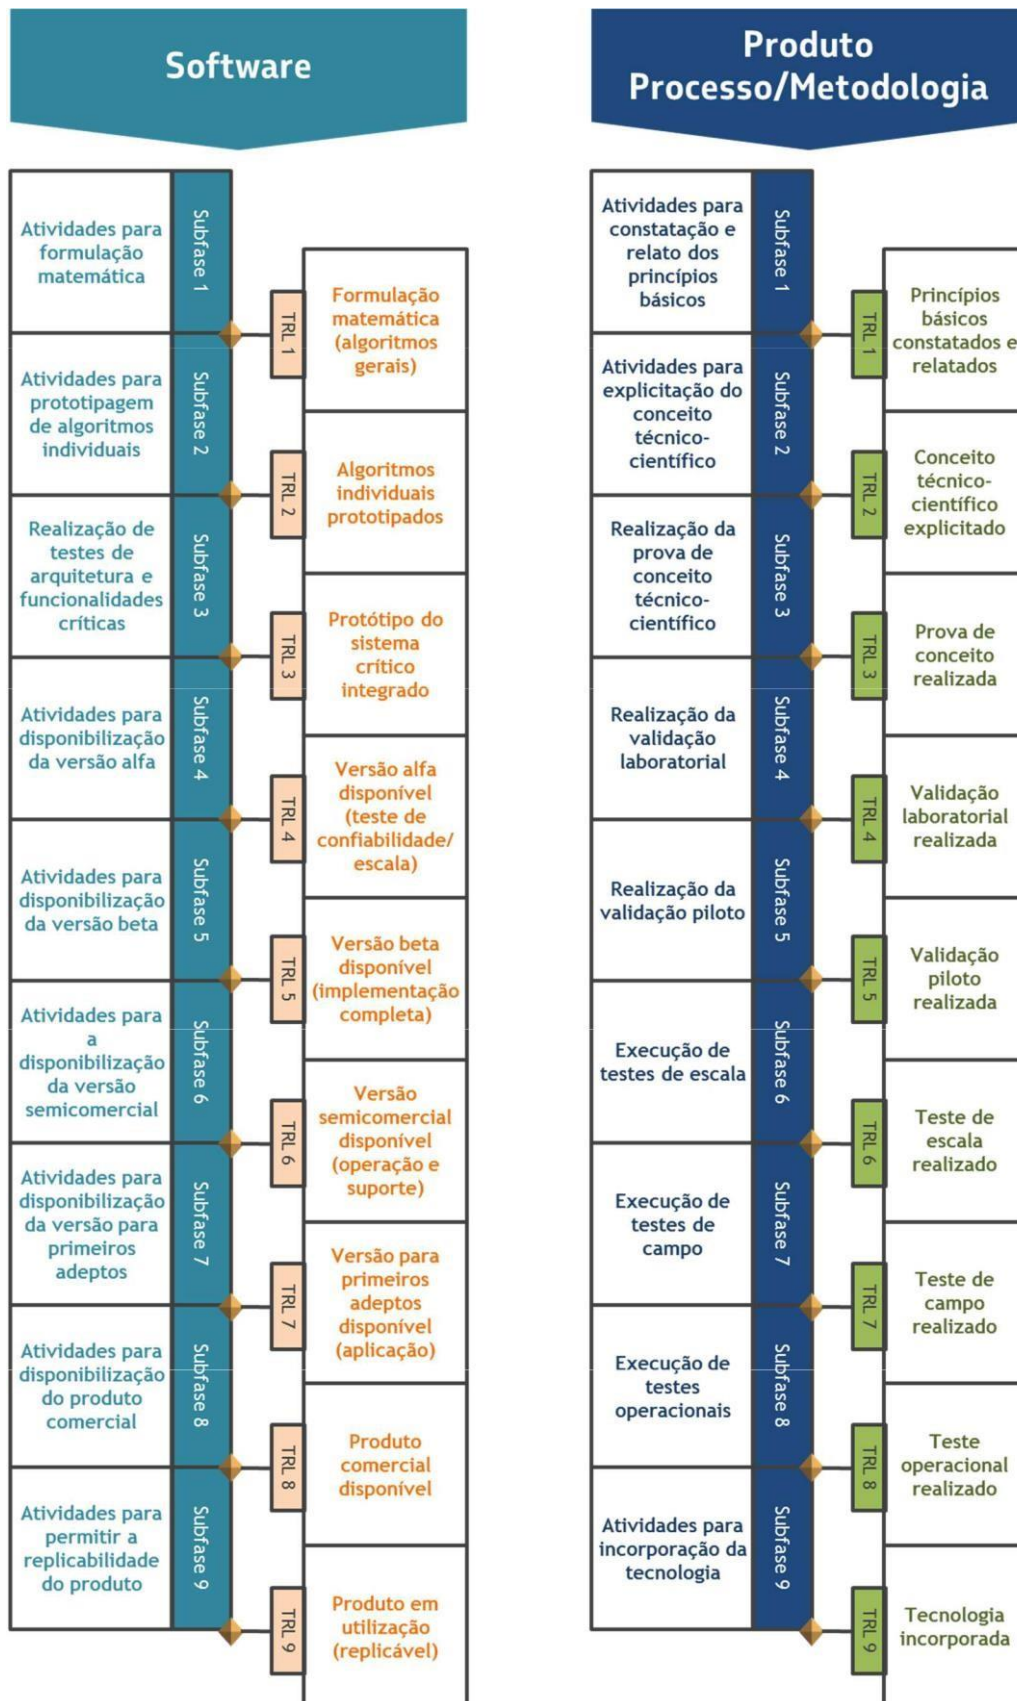 Software
Atividades para
formulação
matemática
Subfase 1
TRL 1
Formulação
matemática
(algoritmos
gerais)
Atividades para
prototipagem
de algoritmos
individuais
Subfase 2
TRL 2
Algoritmos
individuais
prototipados
Realização de
testes de
arquitetura e
funcionalidades
críticas
Subfase 3
TRL 3
Protótipo do
sistema
crítico
integrado
Atividades para
disponibilização
da versão alfa
Subfase 4
TRL 4
Versão alfa
disponível
(teste de
confiabilidade/
escala)
Atividades para
disponibilização
da versão beta
Subfase 5
TRL 5
Versão beta
disponível
(implementação
completa)
Atividades para
a
disponibilização
da versão
semicomercial
Subfase 6
TRL 6
Versão
semicomercial
disponível
(operação e
suporte)
Atividades para
disponibilização
da versão para
primeiros
adeptos
Subfase 7
TRL 7
Versão para
primeiros
adeptos
disponível
(aplicação)
Atividades para
disponibilização
do produto
comercial
Subfase 8
TRL 8
Produto
comercial
disponível
Atividades para
permitir a
replicabilidade
do produto
Subfase 9
TRL 9
Produto em
utilização
(replicável)
Produto
Processo/Metodologia
Atividades para
constatação e
relato dos
princípios
básicos
Subfase 1
TRL 1
Princípios
básicos
constatados e
relatados
Atividades para
explicitação do
conceito
técnico-
científico
Subfase 2
TRL 2
Conceito
técnico-
científico
explicitado
Realização da
prova de
conceito
técnico-
científico
Subfase 3
TRL 3
Prova de
conceito
realizada
Realização da
validação
laboratorial
Subfase 4
TRL 4
Validação
laboratorial
realizada
Realização da
validação piloto
Subfase 5
TRL 5
Validação
piloto
realizada
Execução de
testes de escala
Subfase 6
TRL 6
Teste de
escala
realizado
Execução de
testes de
campo
Subfase 7
TRL 7
Teste de
campo
realizado
Execução de
testes
operacionais
Subfase 8
TRL 8
Teste
operacional
realizado
Atividades para
incorporação da
tecnologia
Subfase 9
TRL 9
Tecnologia
incorporada